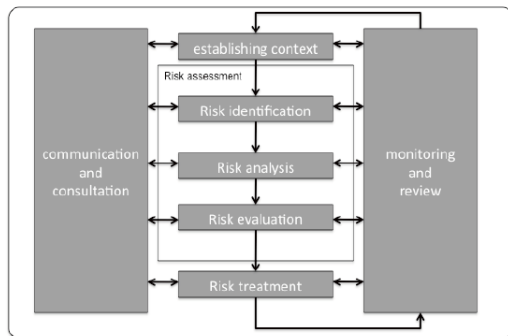 establishing context
Risk assessment
Risk identification
Risk analysis
Risk evaluation
Risk treatment
communication
and
consultation
monitoring
and
review